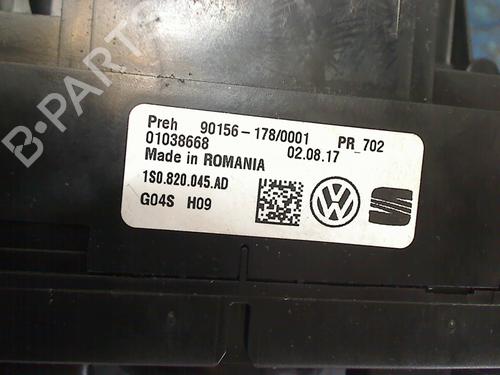 B-PARTS
Preh 90156-178/0001 PR_702
01038668 02.08.17
Made in ROMANIA
1S0.820.045.AD
G04S H09